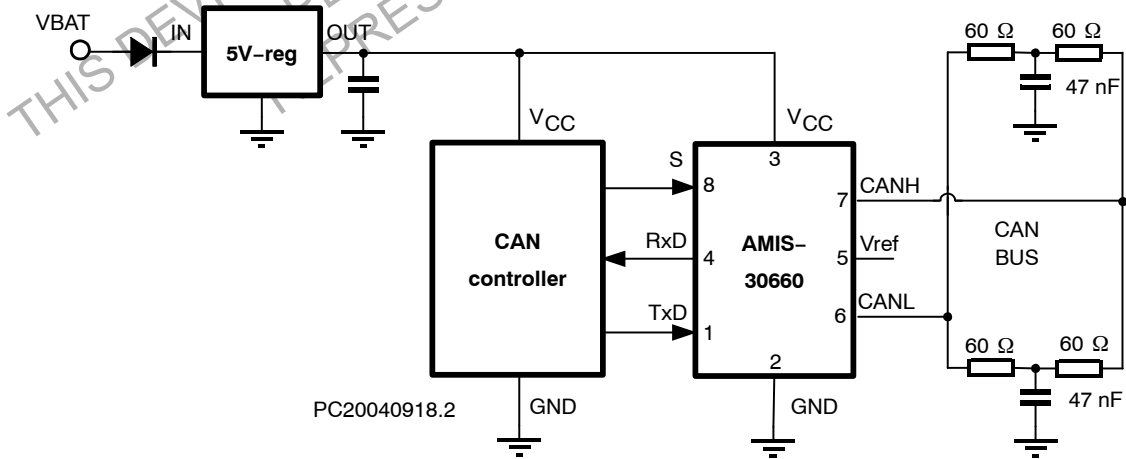 VBAT
IN
5V–reg
OUT
60 Ω
60 Ω
47 nF
VCC
VCC
3
CAN
controller
S
8
RxD
4
TxD
1
AMIS–
30660
7
CANH
5
Vref
6
CANL
2
CAN
BUS
60 Ω
60 Ω
47 nF
GND
GND
PC20040918.2
THIS